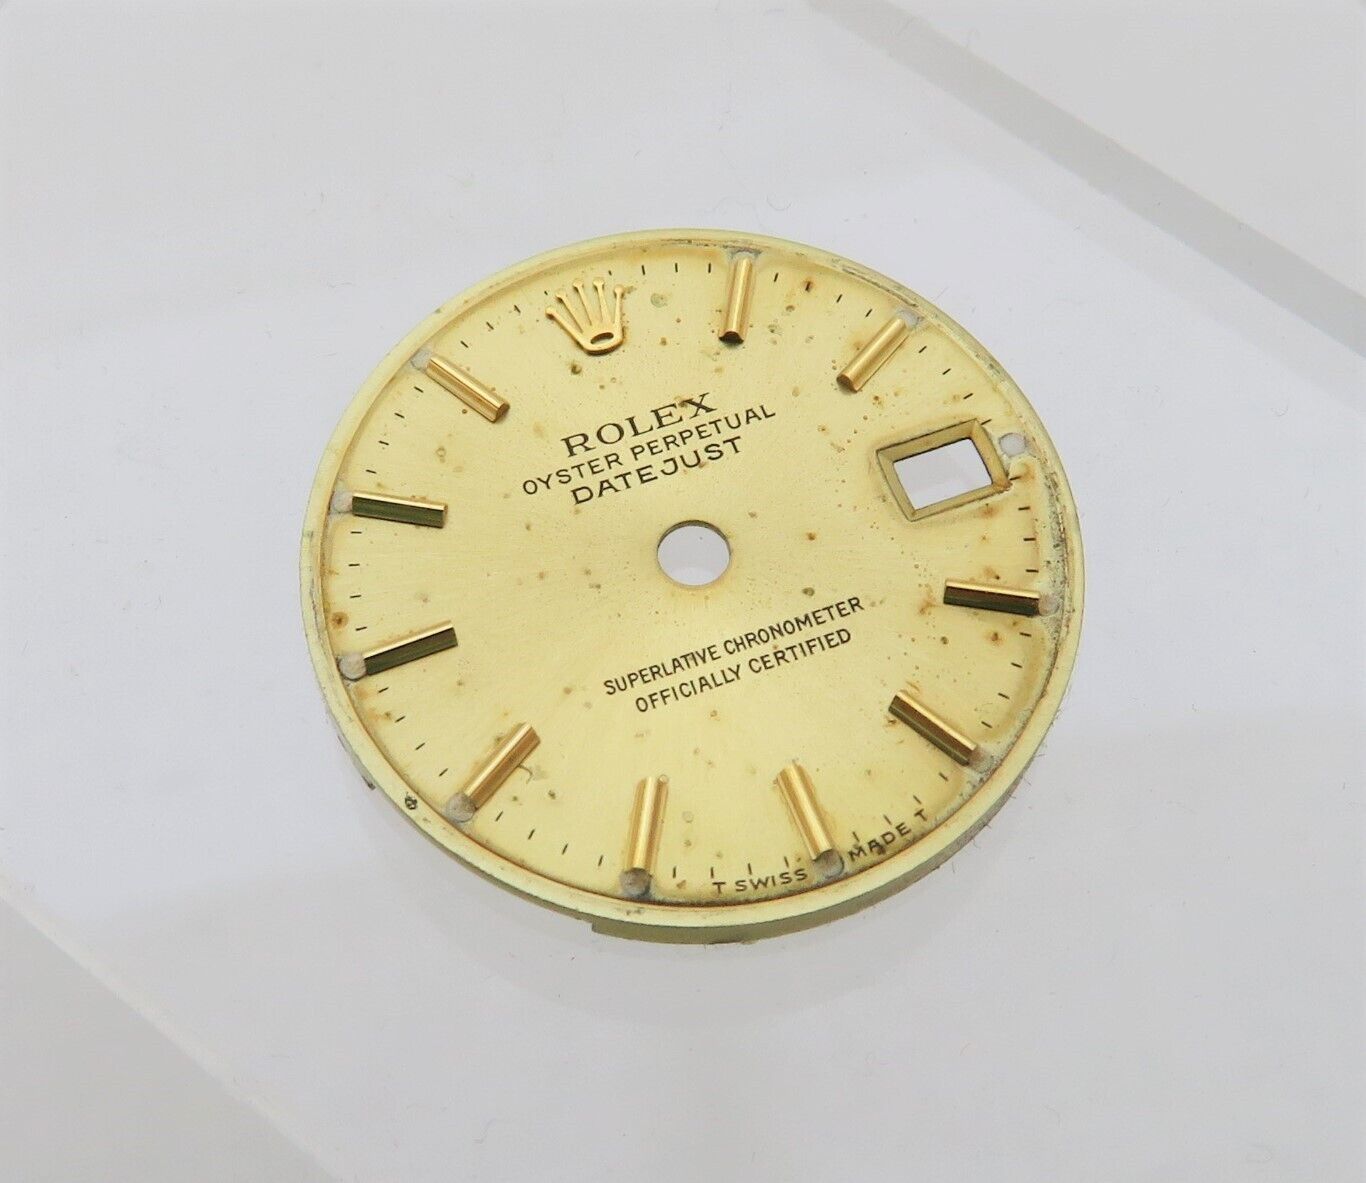 ROLEX
OYSTER PERPETUAL
DATEJUST
SUPERLATIVE CHRONOMETER
OFFICIALLY CERTIFIED
T SWISS MADE T